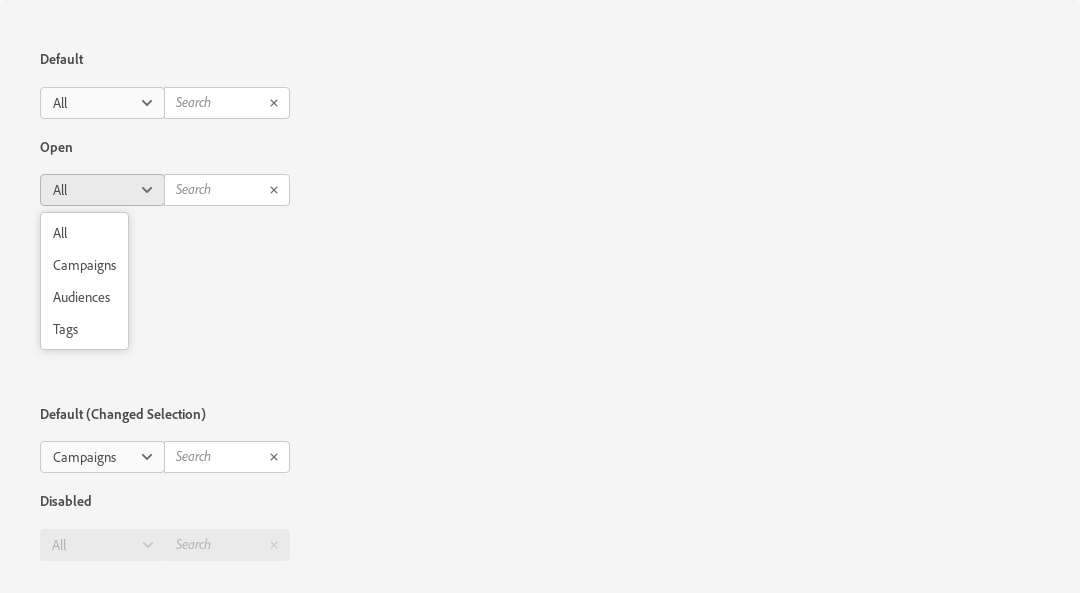 Default
All Search
Open
All Search
All
Campaigns
Audiences
Tags
Default (Changed Selection)
Campaigns Search
Disabled
All Search